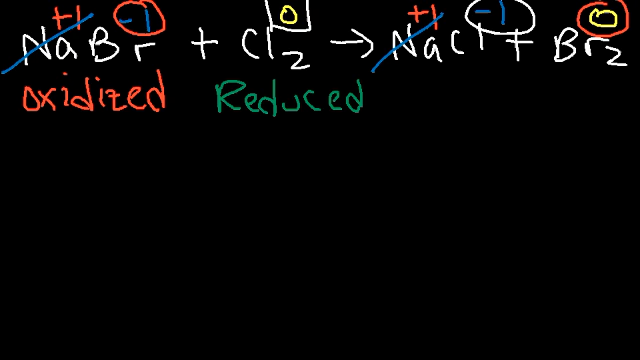 +1 -1 0 +1 -1 0
NaBr + Cl2 → NaCl + Br2
oxidized Reduced